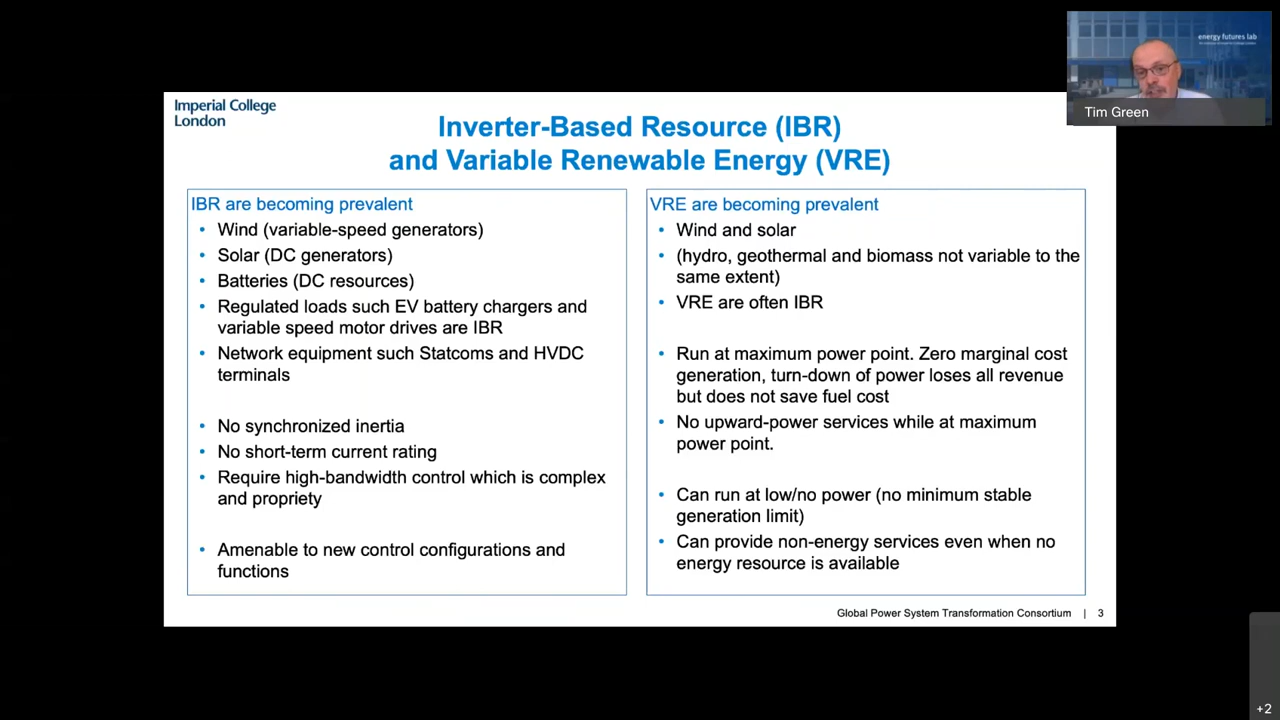 energy futures lab
Tim Green
Imperial College
London
Inverter-Based Resource (IBR)
and Variable Renewable Energy (VRE)
IBR are becoming prevalent
• Wind (variable-speed generators)
• Solar (DC generators)
• Batteries (DC resources)
• Regulated loads such EV battery chargers and
variable speed motor drives are IBR
• Network equipment such Statcoms and HVDC
terminals
• No synchronized inertia
• No short-term current rating
• Require high-bandwidth control which is complex
and propriety
• Amenable to new control configurations and
functions
VRE are becoming prevalent
• Wind and solar
• (hydro, geothermal and biomass not variable to the
same extent)
• VRE are often IBR
• Run at maximum power point. Zero marginal cost
generation, turn-down of power loses all revenue
but does not save fuel cost
• No upward-power services while at maximum
power point.
• Can run at low/no power (no minimum stable
generation limit)
• Can provide non-energy services even when no
energy resource is available
Global Power System Transformation Consortium | 3
+2